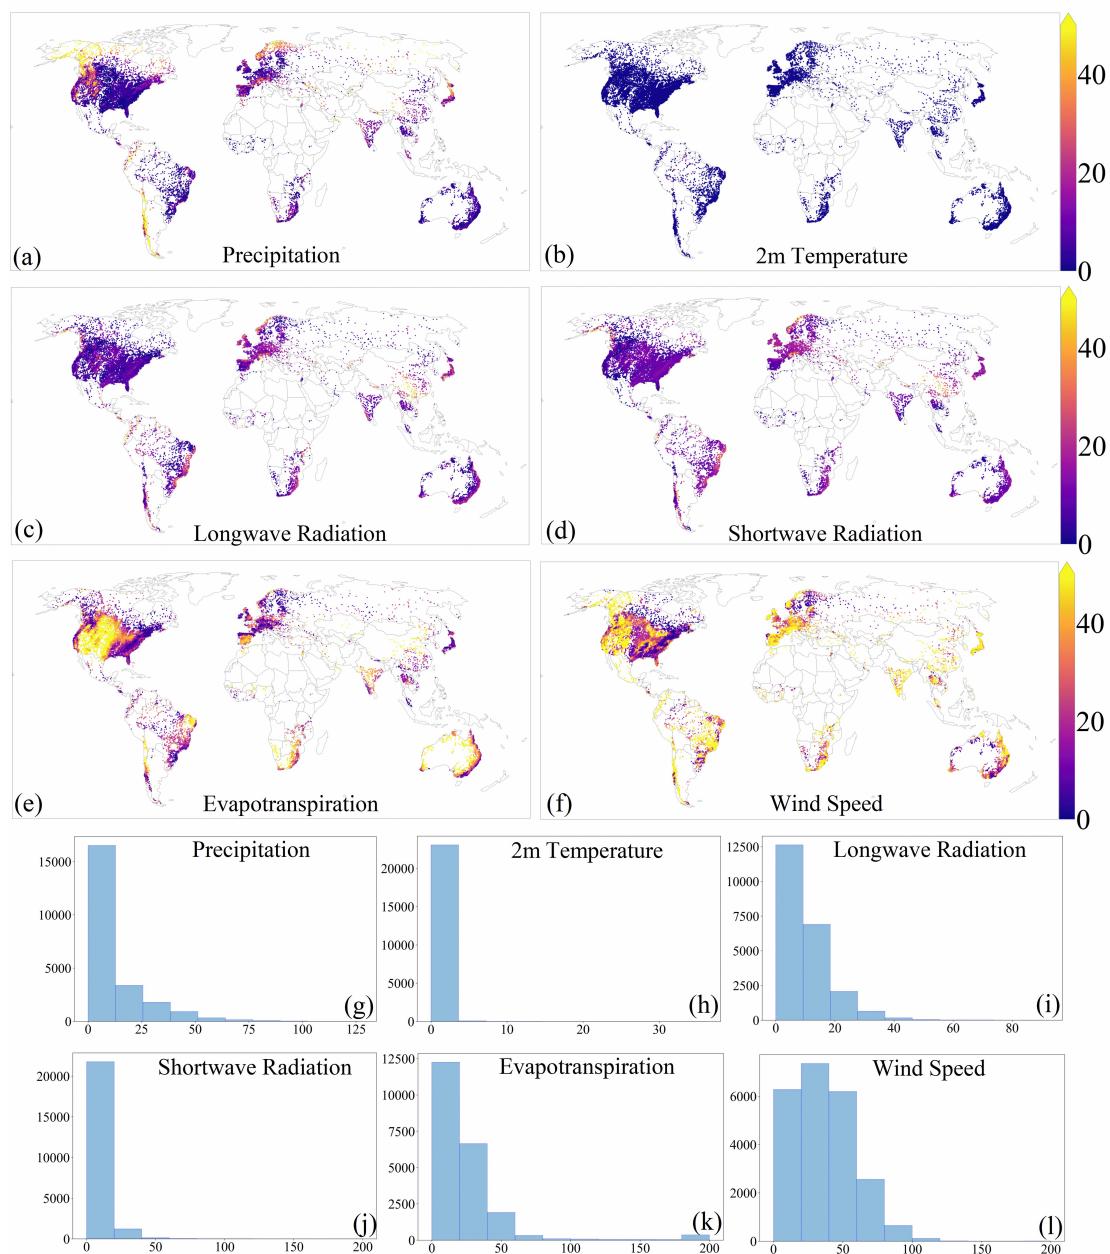 (a)
Precipitation
(b)
2m Temperature
40
20
0
(c)
Longwave Radiation
(d)
Shortwave Radiation
40
20
0
(e)
Evapotranspiration
(f)
Wind Speed
40
20
0
Precipitation
15000
10000
5000
0
0 25 50 75 100 125
(g)
2m Temperature
20000
15000
10000
5000
0
0 10 20 30
(h)
Longwave Radiation
12500
10000
7500
5000
2500
0
0 20 40 60 80
(i)
Shortwave Radiation
20000
15000
10000
5000
0
0 50 100 150 200
(j)
Evapotranspiration
12500
10000
7500
5000
2500
0
0 50 100 150 200
(k)
Wind Speed
6000
4000
2000
0
0 50 100 150 200
(l)